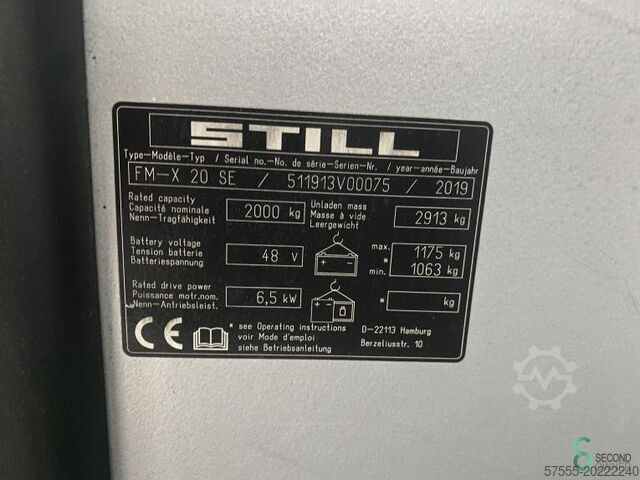 STILL
Type-Modèle-Typ / Serial no.-No. de série-Serien-Nr. / year-année-Baujahr
FM-X 20 SE / 511913V00075 / 2019
Rated capacity
Capacité nominale
Nenn-Tragfähigkeit
2000 kg
Unladen mass
Masse à vide
Leergewicht
2913 kg
Battery voltage
Tension batterie
Batteriespannung
48 V
max. 1175 kg
*
min. 1063 kg
Rated drive power
Puissance motr.nom.
Nenn-Antriebsleist.
6,5 kW
* kg
CE
* see Operating instructions
voir Mode d'emploi
siehe Betriebsanleitung
D-22113 Hamburg
Berzeliusstr. 10
SECOND
57555-20222240